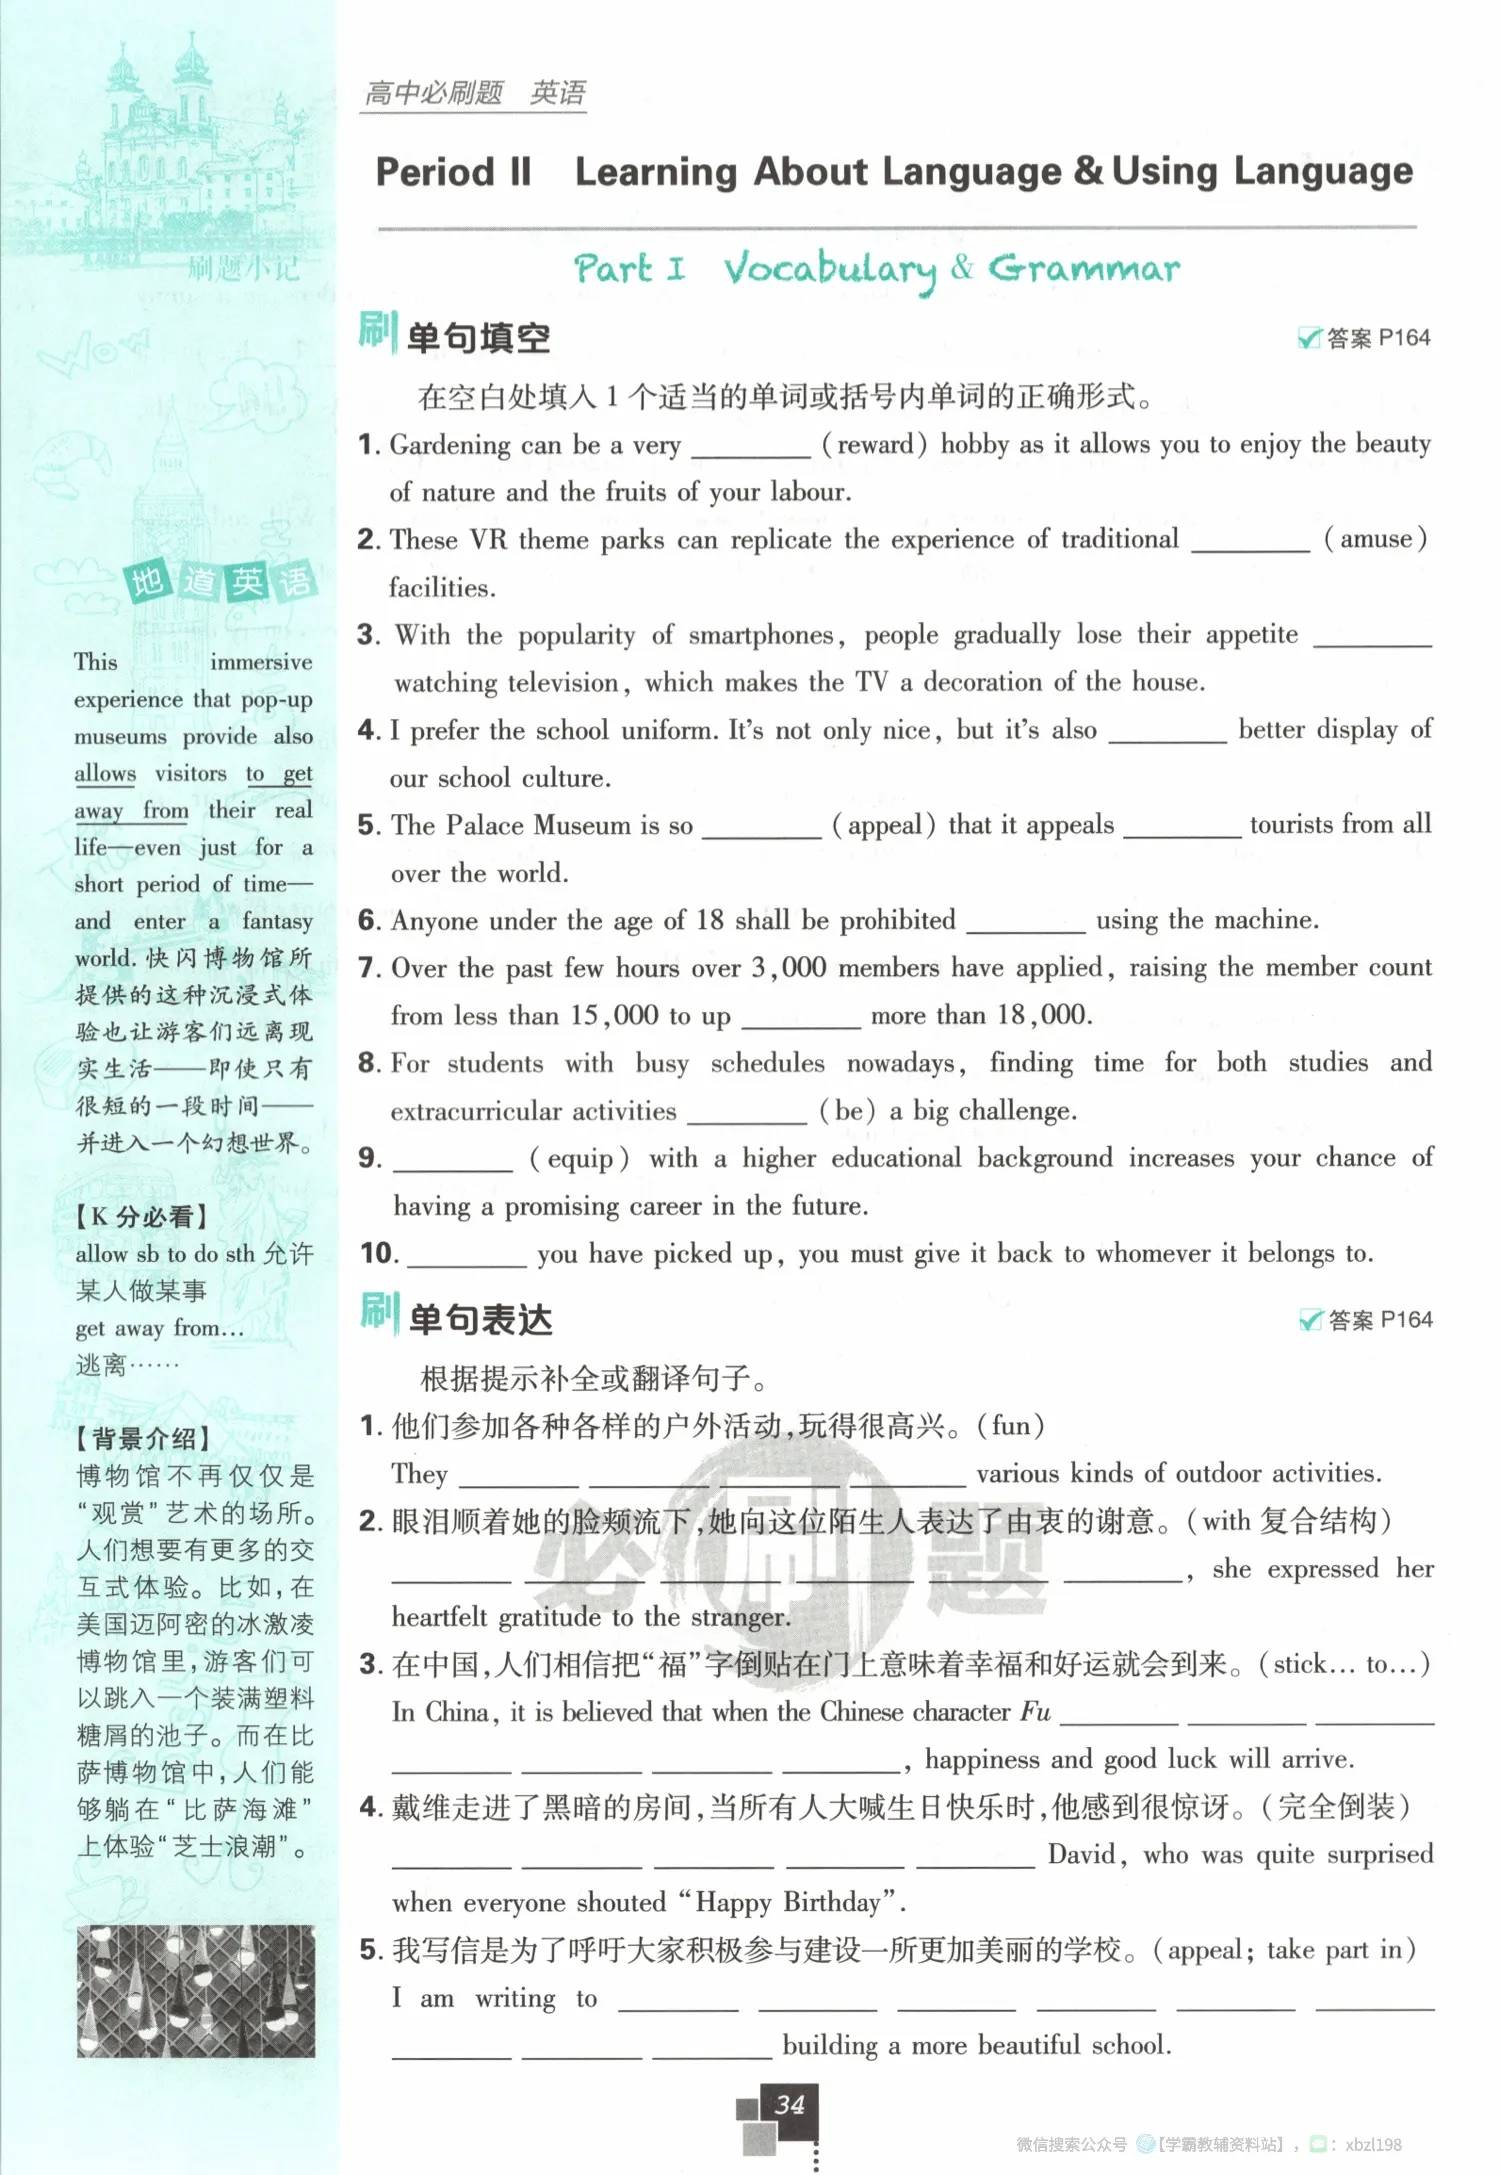 高中必刷题 英语
Period II Learning About Language & Using Language
Part I Vocabulary & Grammar
刷 单句填空
答案 P164
在空白处填入1个适当的单词或括号内单词的正确形式。
1. Gardening can be a very ________ (reward) hobby as it allows you to enjoy the beauty
of nature and the fruits of your labour.
2. These VR theme parks can replicate the experience of traditional ________ (amuse)
facilities.
3. With the popularity of smartphones, people gradually lose their appetite ________
watching television, which makes the TV a decoration of the house.
4. I prefer the school uniform. It's not only nice, but it's also ________ better display of
our school culture.
5. The Palace Museum is so ________ (appeal) that it appeals ________ tourists from all
over the world.
6. Anyone under the age of 18 shall be prohibited ________ using the machine.
7. Over the past few hours over 3,000 members have applied, raising the member count
from less than 15,000 to up ________ more than 18,000.
8. For students with busy schedules nowadays, finding time for both studies and
extracurricular activities ________ (be) a big challenge.
9. ________ (equip) with a higher educational background increases your chance of
having a promising career in the future.
10. ________ you have picked up, you must give it back to whomever it belongs to.
刷 单句表达
答案 P164
根据提示补全或翻译句子。
1. 他们参加各种各样的户外活动,玩得很高兴。(fun)
They ________ ________ ________ ________ various kinds of outdoor activities.
2. 眼泪顺着她的脸颊流下,她向这位陌生人表达了由衷的谢意。(with 复合结构)
________ ________ ________ ________ ________ ________, she expressed her
heartfelt gratitude to the stranger.
3. 在中国,人们相信把“福”字倒贴在门上意味着幸福和好运就会到来。(stick… to…)
In China, it is believed that when the Chinese character Fu ________ ________ ________
________ ________ ________ ________, happiness and good luck will arrive.
4. 戴维走进了黑暗的房间,当所有人大喊生日快乐时,他感到很惊讶。(完全倒装)
________ ________ ________ ________ ________ David, who was quite surprised
when everyone shouted “Happy Birthday”.
5. 我写信是为了呼吁大家积极参与建设一所更加美丽的学校。(appeal; take part in)
I am writing to ________ ________ ________ ________ ________ ________
________ ________ ________ building a more beautiful school.
必刷题
刷题小记
Wow
Hi!
地道英语
This immersive
experience that pop-up
museums provide also
allows visitors to get
away from their real
life—even just for a
short period of time—
and enter a fantasy
world. 快闪博物馆所
提供的这种沉浸式体
验也让游客们远离现
实生活——即使只有
很短的一段时间——
并进入一个幻想世界。
【K分必看】
allow sb to do sth 允许
某人做某事
get away from…
逃离……
【背景介绍】
博物馆不再仅仅是
“观赏”艺术的场所。
人们想要有更多的交
互式体验。比如,在
美国迈阿密的冰激凌
博物馆里,游客们可
以跳入一个装满塑料
糖屑的池子。而在比
萨博物馆中,人们能
够躺在“比萨海滩”
上体验“芝士浪潮”。
34
微信搜索公众号【学霸教辅资料站】,:xbzl198